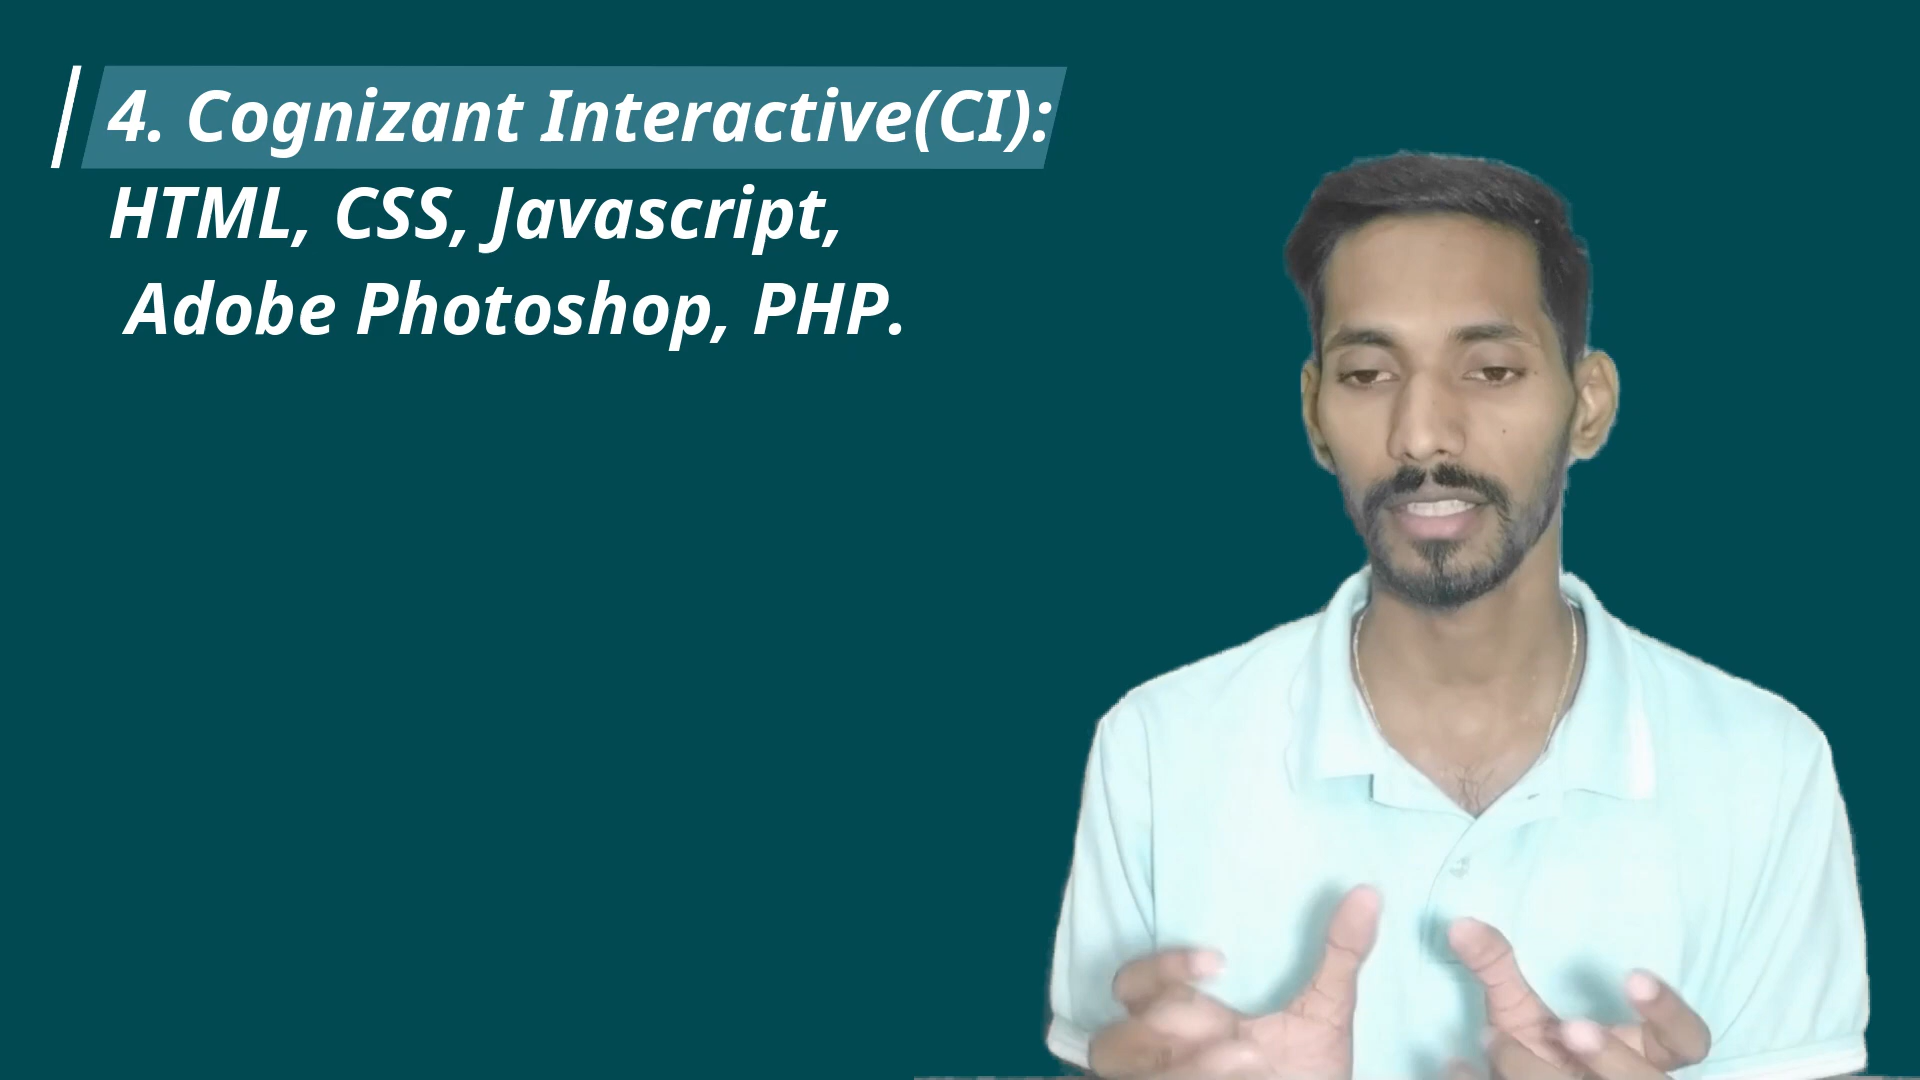 4. Cognizant Interactive(CI):
HTML, CSS, Javascript,
Adobe Photoshop, PHP.